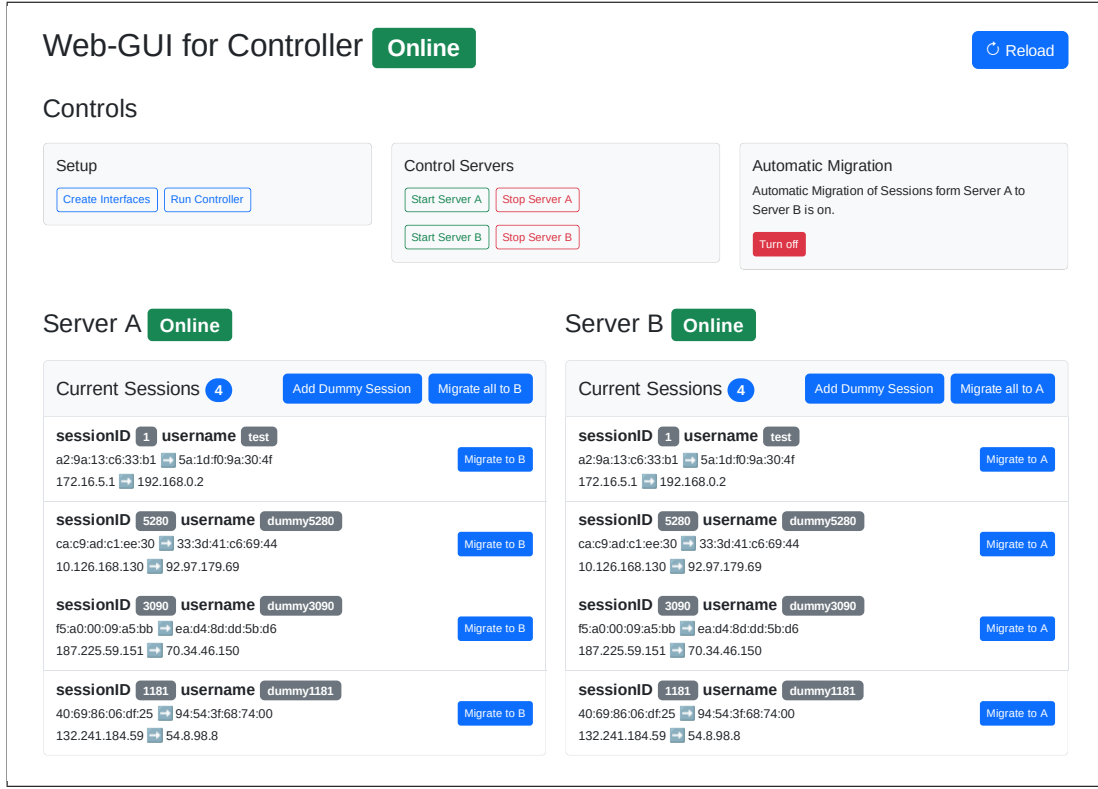 Web-GUI for Controller Online
Reload
Controls
Setup
Create Interfaces Run Controller
Control Servers
Start Server A Stop Server A
Start Server B Stop Server B
Automatic Migration
Automatic Migration of Sessions form Server A to
Server B is on.
Turn off
Server A Online
Current Sessions 4 Add Dummy Session Migrate all to B
sessionID 1 username test
a2:9a:13:c6:33:b1 ➡ 5a:1d:f0:9a:30:4f
Migrate to B
172.16.5.1 ➡ 192.168.0.2
sessionID 5280 username dummy5280
ca:c9:ad:c1:ee:30 ➡ 33:3d:41:c6:69:44
Migrate to B
10.126.168.130 ➡ 92.97.179.69
sessionID 3090 username dummy3090
f5:a0:00:09:a5:bb ➡ ea:d4:8d:dd:5b:d6
Migrate to B
187.225.59.151 ➡ 70.34.46.150
sessionID 1181 username dummy1181
40:69:86:06:df:25 ➡ 94:54:3f:68:74:00
Migrate to B
132.241.184.59 ➡ 54.8.98.8
Server B Online
Current Sessions 4 Add Dummy Session Migrate all to A
sessionID 1 username test
a2:9a:13:c6:33:b1 ➡ 5a:1d:f0:9a:30:4f
Migrate to A
172.16.5.1 ➡ 192.168.0.2
sessionID 5280 username dummy5280
ca:c9:ad:c1:ee:30 ➡ 33:3d:41:c6:69:44
Migrate to A
10.126.168.130 ➡ 92.97.179.69
sessionID 3090 username dummy3090
f5:a0:00:09:a5:bb ➡ ea:d4:8d:dd:5b:d6
Migrate to A
187.225.59.151 ➡ 70.34.46.150
sessionID 1181 username dummy1181
40:69:86:06:df:25 ➡ 94:54:3f:68:74:00
Migrate to A
132.241.184.59 ➡ 54.8.98.8